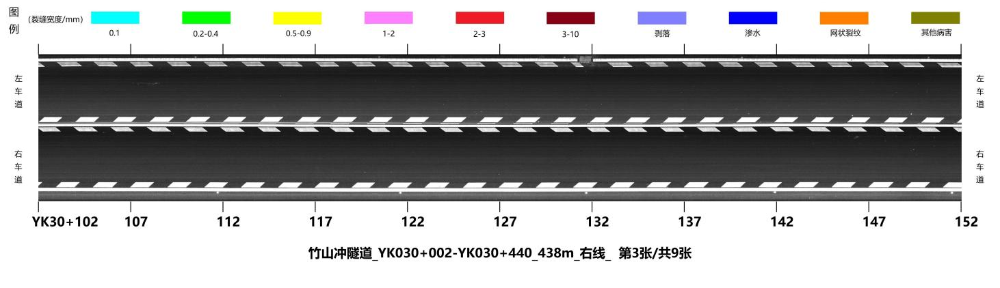 图例
(裂缝宽度/mm)
0.1
0.2-0.4
0.5-0.9
1-2
2-3
3-10
剥落
渗水
网状裂纹
其他病害
左车道
左车道
右车道
右车道
YK30+102 107 112 117 122 127 132 137 142 147 152
竹山冲隧道_YK030+002-YK030+440_438m_右线_ 第3张/共9张